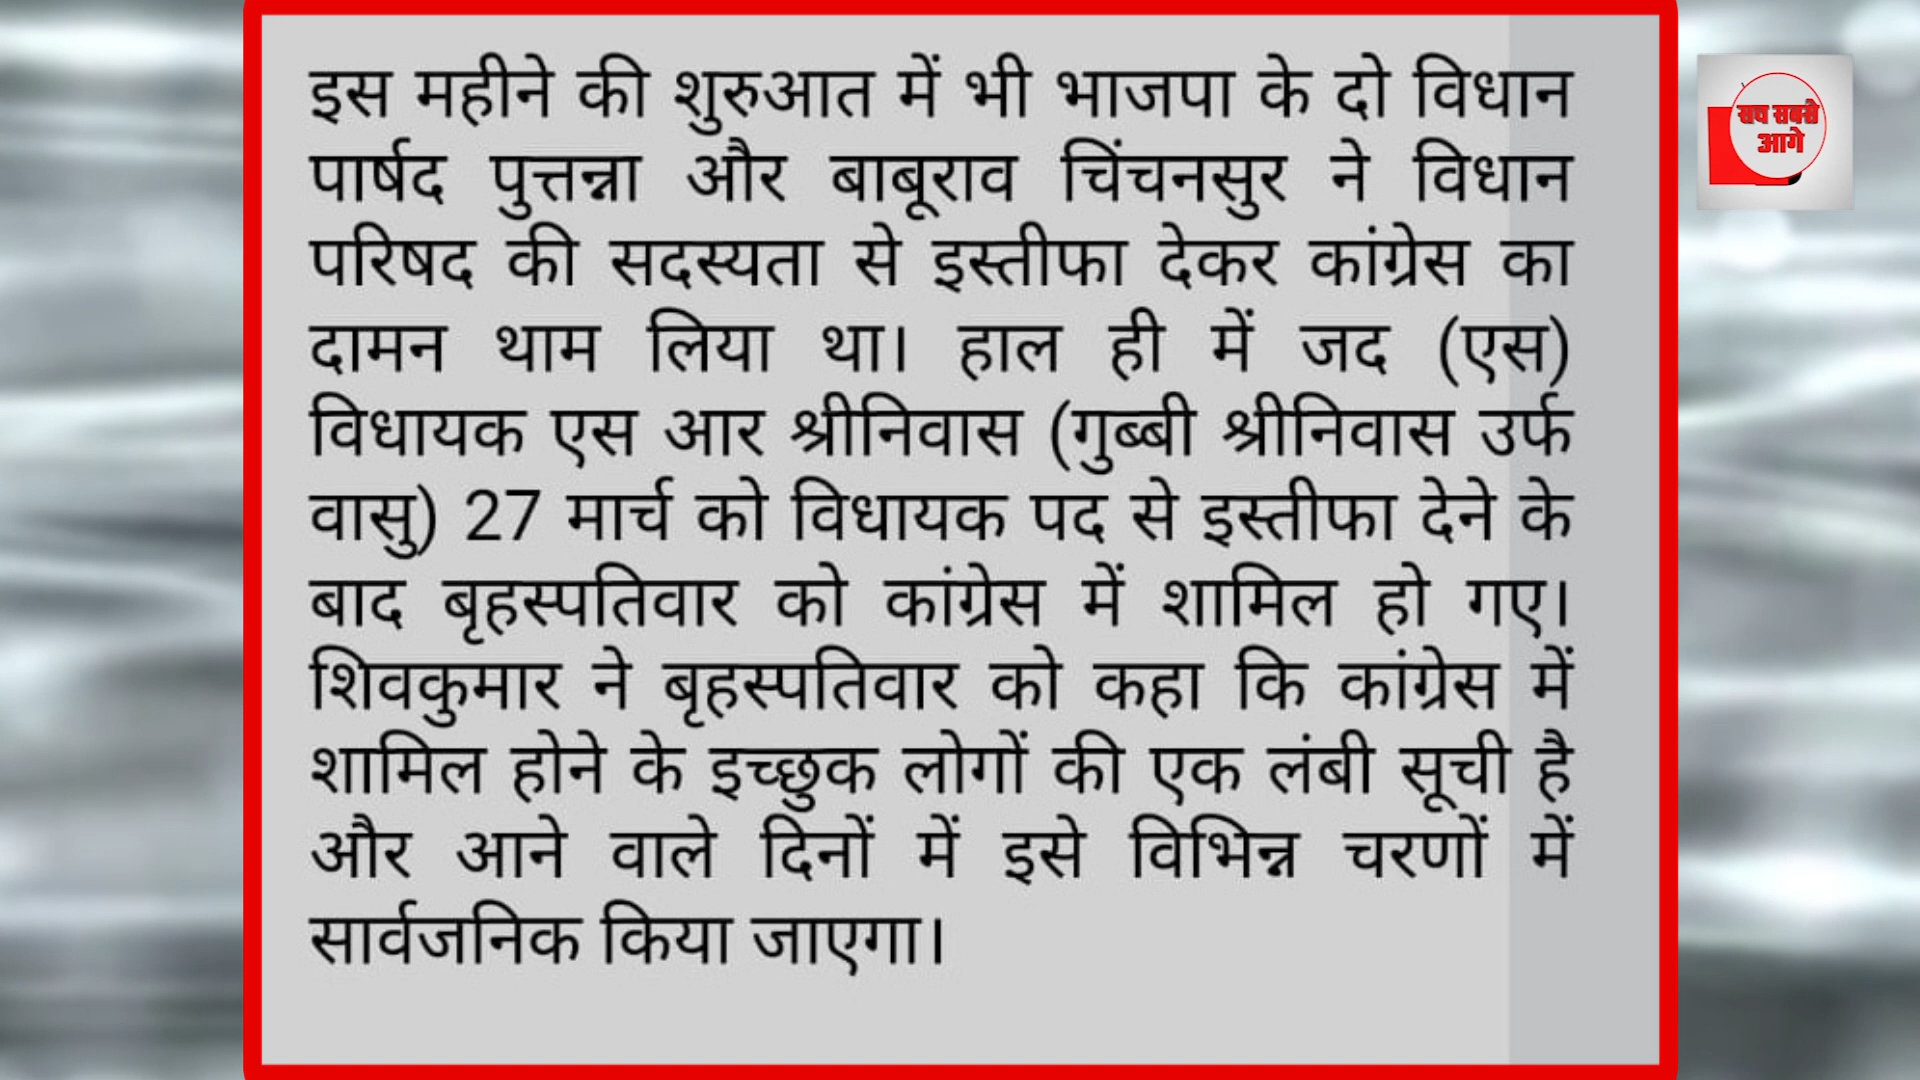 इस महीने की शुरुआत में भी भाजपा के दो विधान
पार्षद पुत्तन्ना और बाबूराव चिंचनसुर ने विधान
परिषद की सदस्यता से इस्तीफा देकर कांग्रेस का
दामन थाम लिया था। हाल ही में जद (एस)
विधायक एस आर श्रीनिवास (गुब्बी श्रीनिवास उर्फ
वासु) 27 मार्च को विधायक पद से इस्तीफा देने के
बाद बृहस्पतिवार को कांग्रेस में शामिल हो गए।
शिवकुमार ने बृहस्पतिवार को कहा कि कांग्रेस में
शामिल होने के इच्छुक लोगों की एक लंबी सूची है
और आने वाले दिनों में इसे विभिन्न चरणों में
सार्वजनिक किया जाएगा।
सच सबसे
आगे